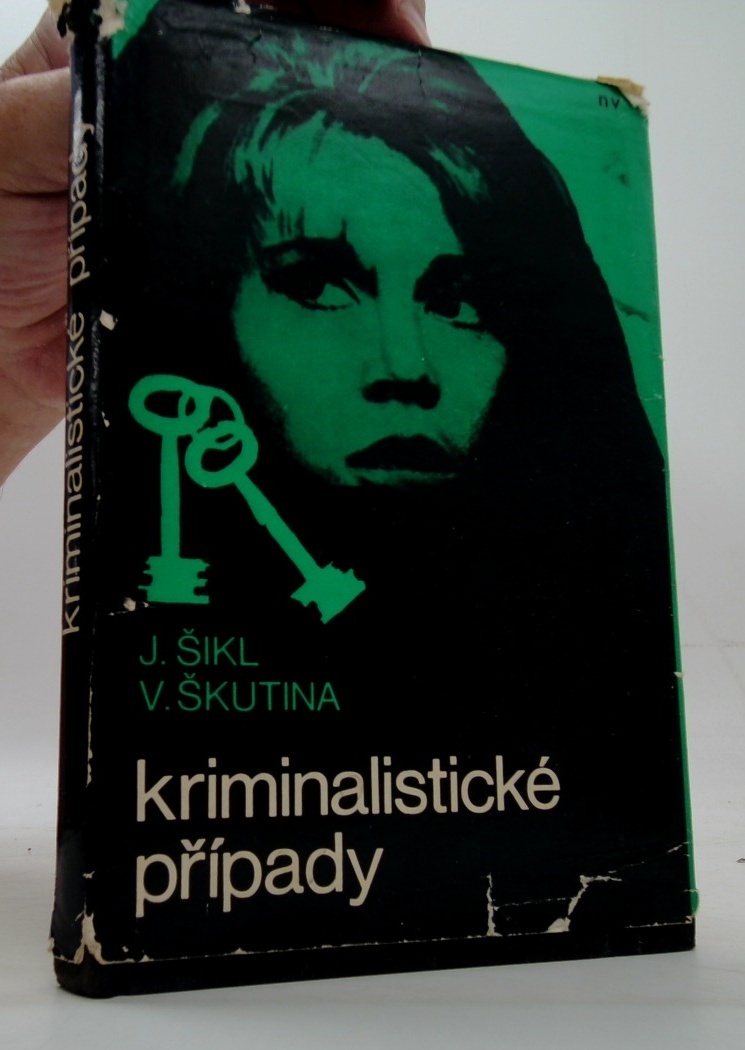 nv
kriminalistické případy
J. ŠIKL
V. ŠKUTINA
kriminalistické
případy